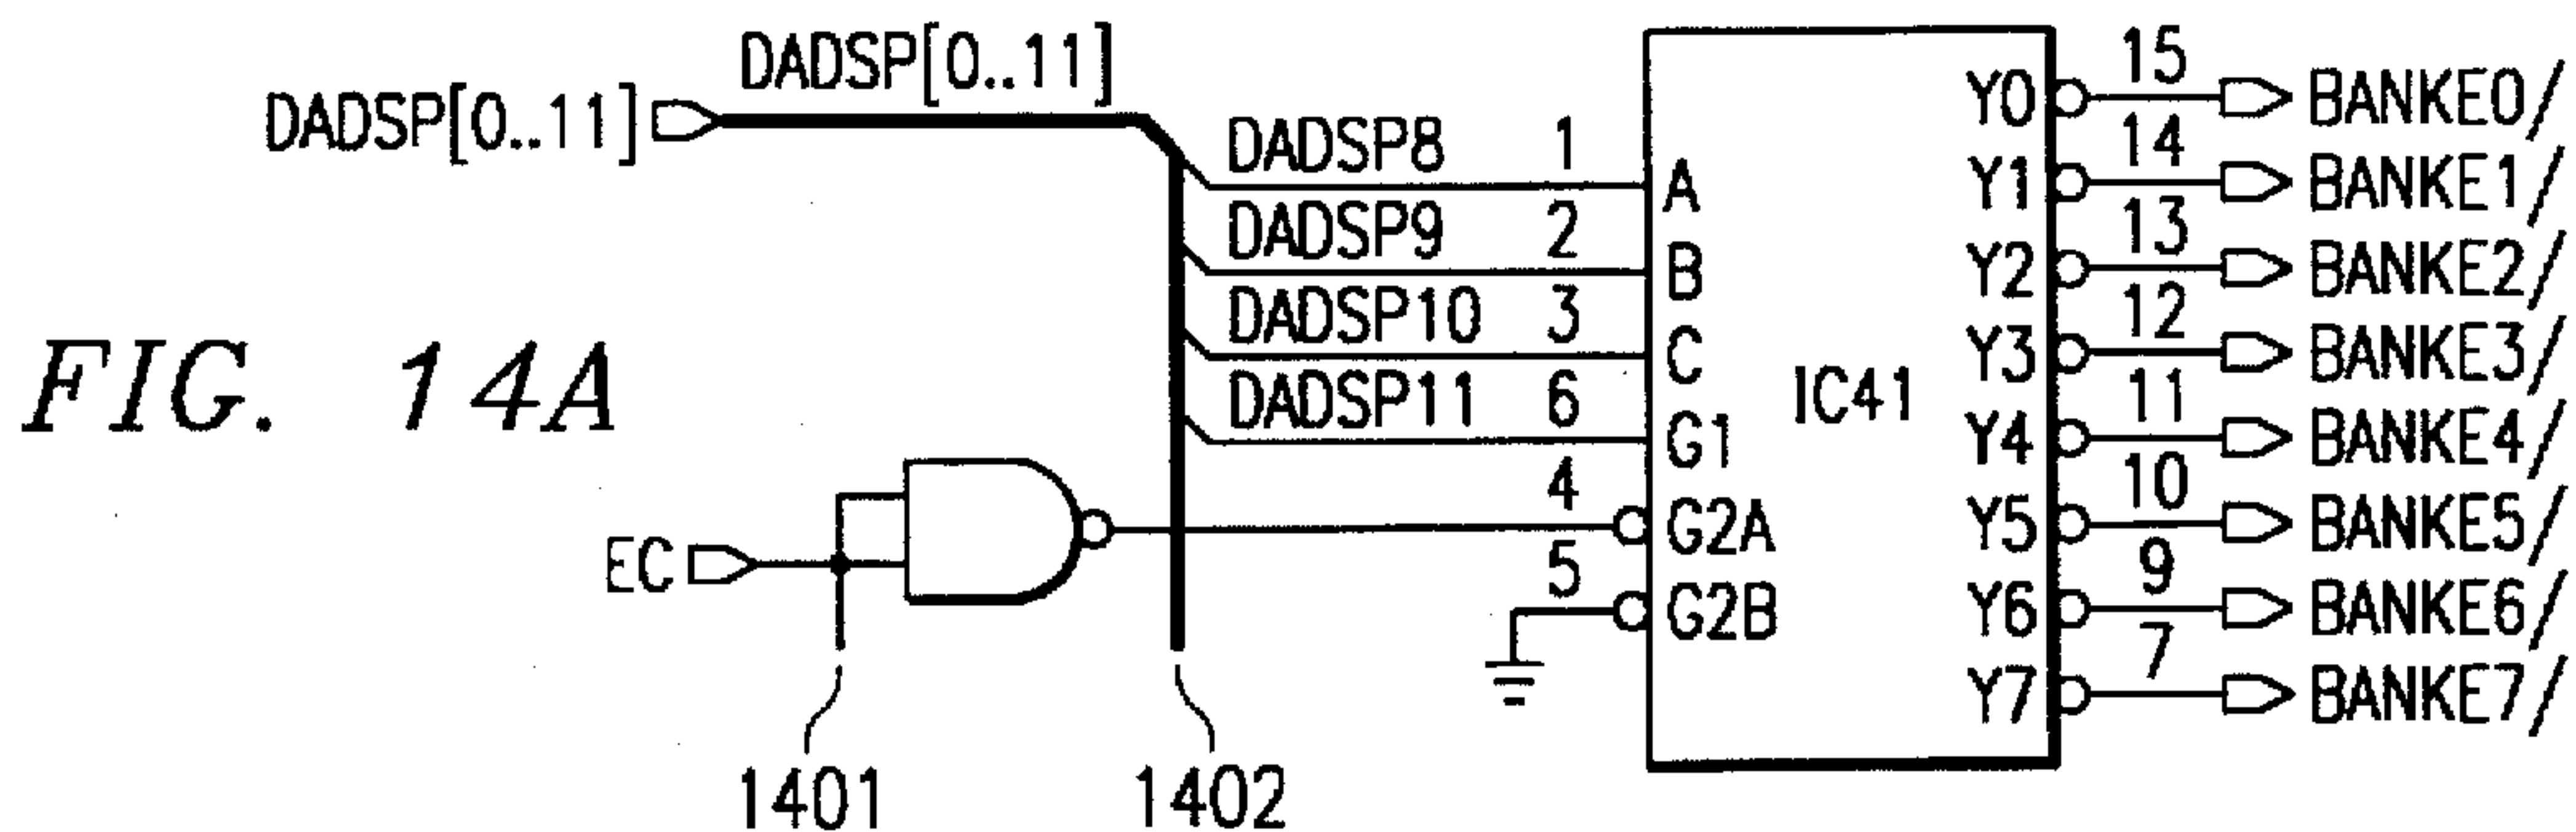 DADSP[0..11] DADSP[0..11]
DADSP8 1 A
DADSP9 2 B
DADSP10 3 C
DADSP11 6 G1
4 G2A
5 G2B
IC41
Y0 15 BANKE0/
Y1 14 BANKE1/
Y2 13 BANKE2/
Y3 12 BANKE3/
Y4 11 BANKE4/
Y5 10 BANKE5/
Y6 9 BANKE6/
Y7 7 BANKE7/
FIG. 14A
EC
1401 1402